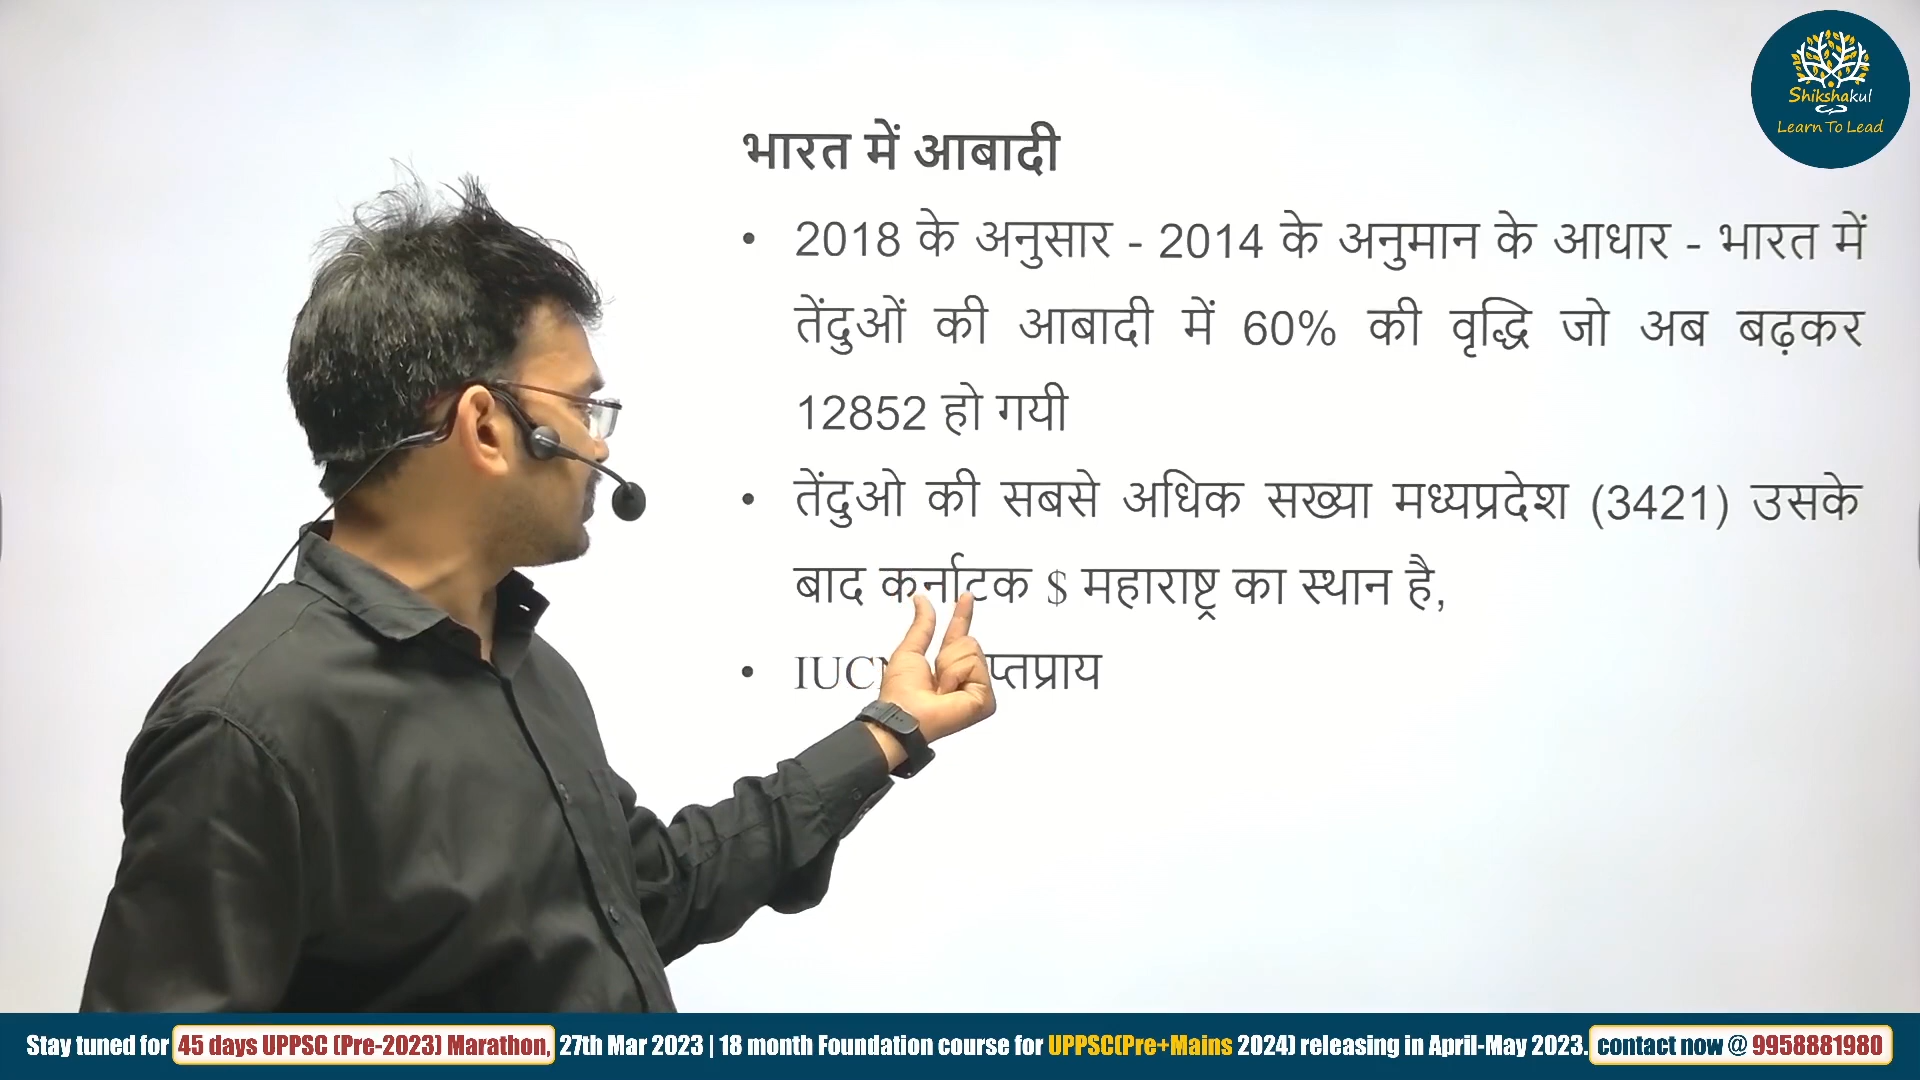 Shikshakul
Learn To Lead
भारत में आबादी
• 2018 के अनुसार - 2014 के अनुमान के आधार - भारत में
तेंदुओं की आबादी में 60% की वृद्धि जो अब बढ़कर
12852 हो गयी
• तेंदुओ की सबसे अधिक सख्या मध्यप्रदेश (3421) उसके
बाद कर्नाटक $ महाराष्ट्र का स्थान है,
•
Stay tuned for 45 days UPPSC (Pre-2023) Marathon, 27th Mar 2023 | 18 month Foundation course for UPPSC(Pre+Mains 2024) releasing in April-May 2023. contact now @ 9958881980